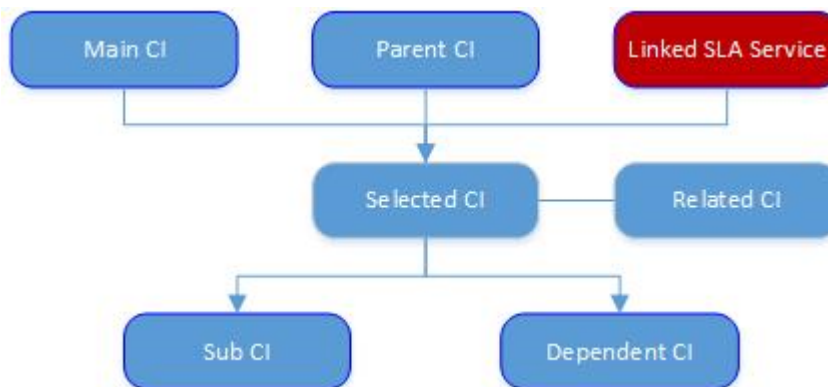 Main CI
Parent CI
Linked SLA Service
Selected CI
Related CI
Sub CI
Dependent CI